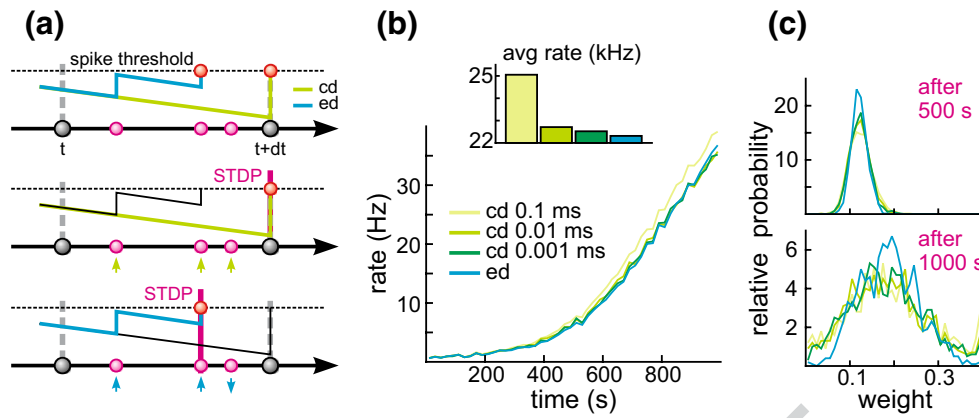 (a)
spike threshold
cd
ed
t
t+dt
STDP
STDP
(b)
avg rate (kHz)
25
22
rate (Hz)
30
20
10
cd 0.1 ms
cd 0.01 ms
cd 0.001 ms
ed
200
400
600
800
time (s)
(c)
relative probability
20
10
after
500 s
6
4
2
after
1000 s
0.1
0.3
weight